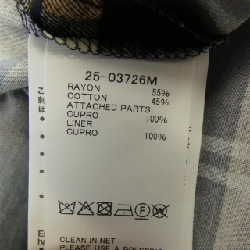 25-03726M
RAYON 55%
COTTON 45%
ATTACHED PARTS
CUPRO 100%
LINER
CUPRO 100%
CLEAN IN NET
PLEASE USE A